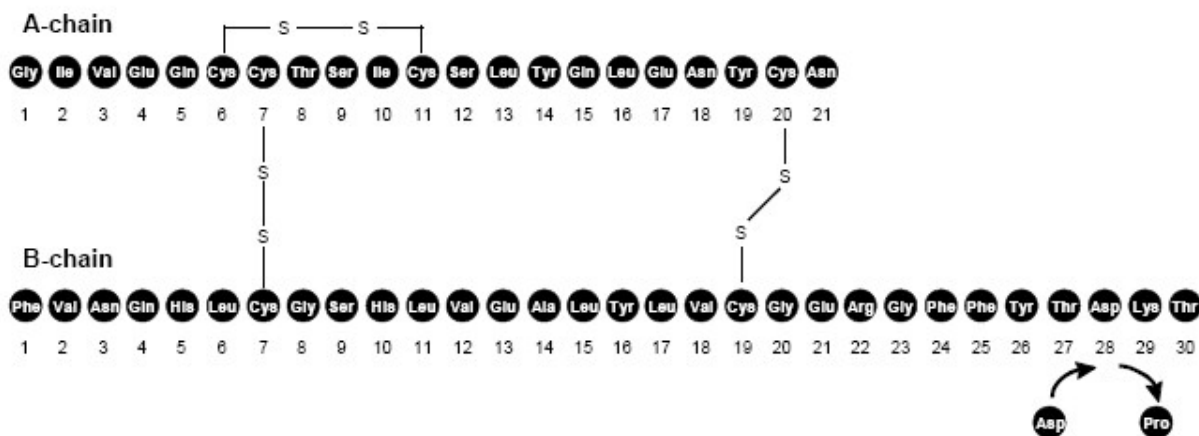 A-chain
S S
Gly Ile Val Glu Gln Cys Cys Thr Ser Ile Cys Ser Leu Tyr Gln Leu Glu Asn Tyr Cys Asn
1 2 3 4 5 6 7 8 9 10 11 12 13 14 15 16 17 18 19 20 21
S S
S S
B-chain
Phe Val Asn Gln His Leu Cys Gly Ser His Leu Val Glu Ala Leu Tyr Leu Val Cys Gly Glu Arg Gly Phe Phe Tyr Thr Asp Lys Thr
1 2 3 4 5 6 7 8 9 10 11 12 13 14 15 16 17 18 19 20 21 22 23 24 25 26 27 28 29 30
Asp Pro